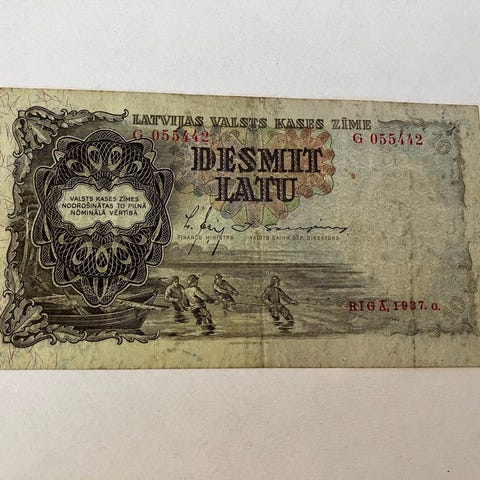 LATVIJAS VALSTS KASES ZĪME
G 055442
G 055442
DESMIT
LATU
VALSTS KASES ZĪMES
NODROŠINĀTAS TO PILNĀ
NOMINĀLĀ VĒRTĪBĀ
FINANČU MINISTRS
VALSTS SAIMN. DEP. DIREKTORS
RĪGĀ, 1937. G.